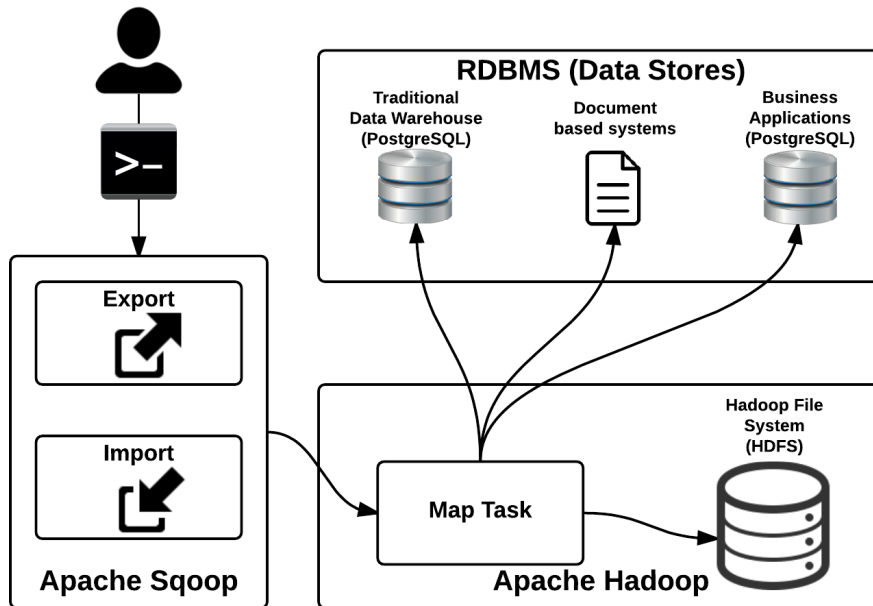 >_
RDBMS (Data Stores)
Traditional
Data Warehouse
(PostgreSQL)
Document
based systems
Business
Applications
(PostgreSQL)
Export
Import
Apache Sqoop
Map Task
Hadoop File
System
(HDFS)
Apache Hadoop